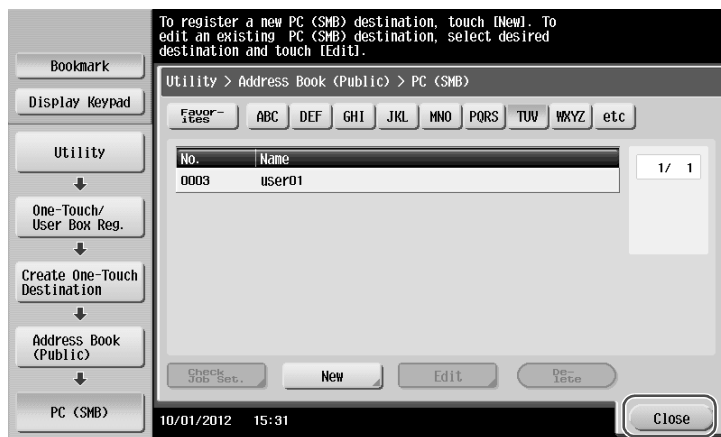 To register a new PC (SMB) destination, touch [New]. To
edit an existing PC (SMB) destination, select desired
destination and touch [Edit].
Bookmark
Display Keypad
Utility
One-Touch/
User Box Reg.
Create One-Touch
Destination
Address Book
(Public)
PC (SMB)
Utility > Address Book (Public) > PC (SMB)
Favor-
ites
ABC DEF GHI JKL MNO PQRS TUV WXYZ etc
No. Name
0003 user01
1/ 1
Check
Job Set.
New
Edit
De-
lete
10/01/2012 15:31
Close